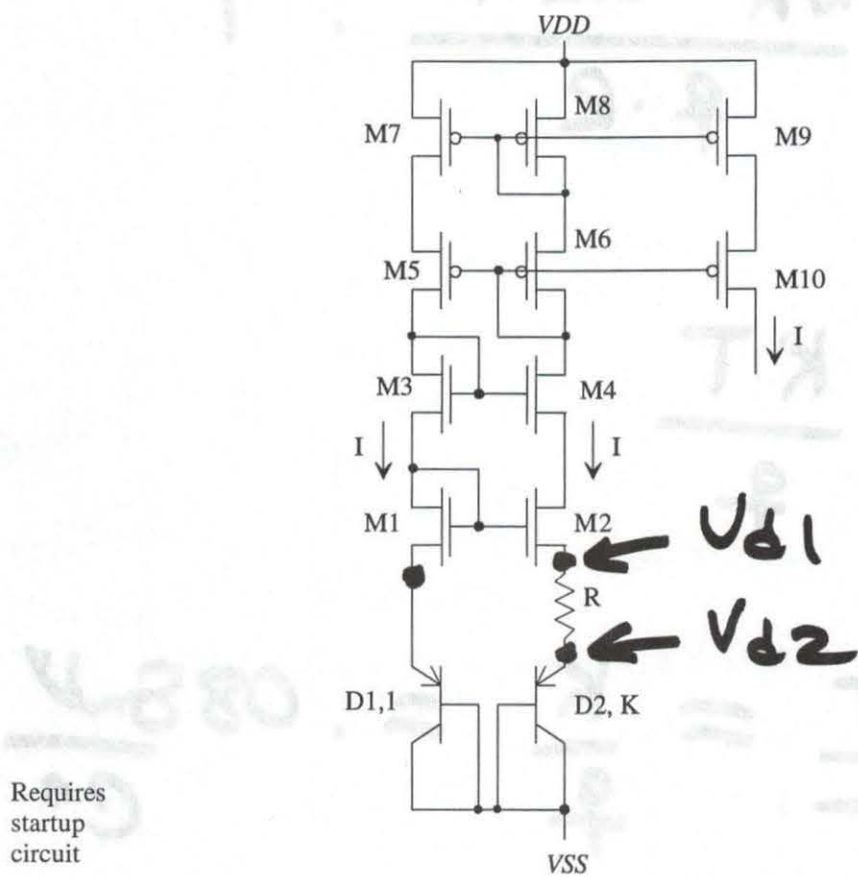 VDD
M7
M8
M9
M5
M6
M10
I
M3
M4
I
I
M1
M2
Vd1
R
Vd2
D1,1
D2, K
Requires
startup
circuit
VSS